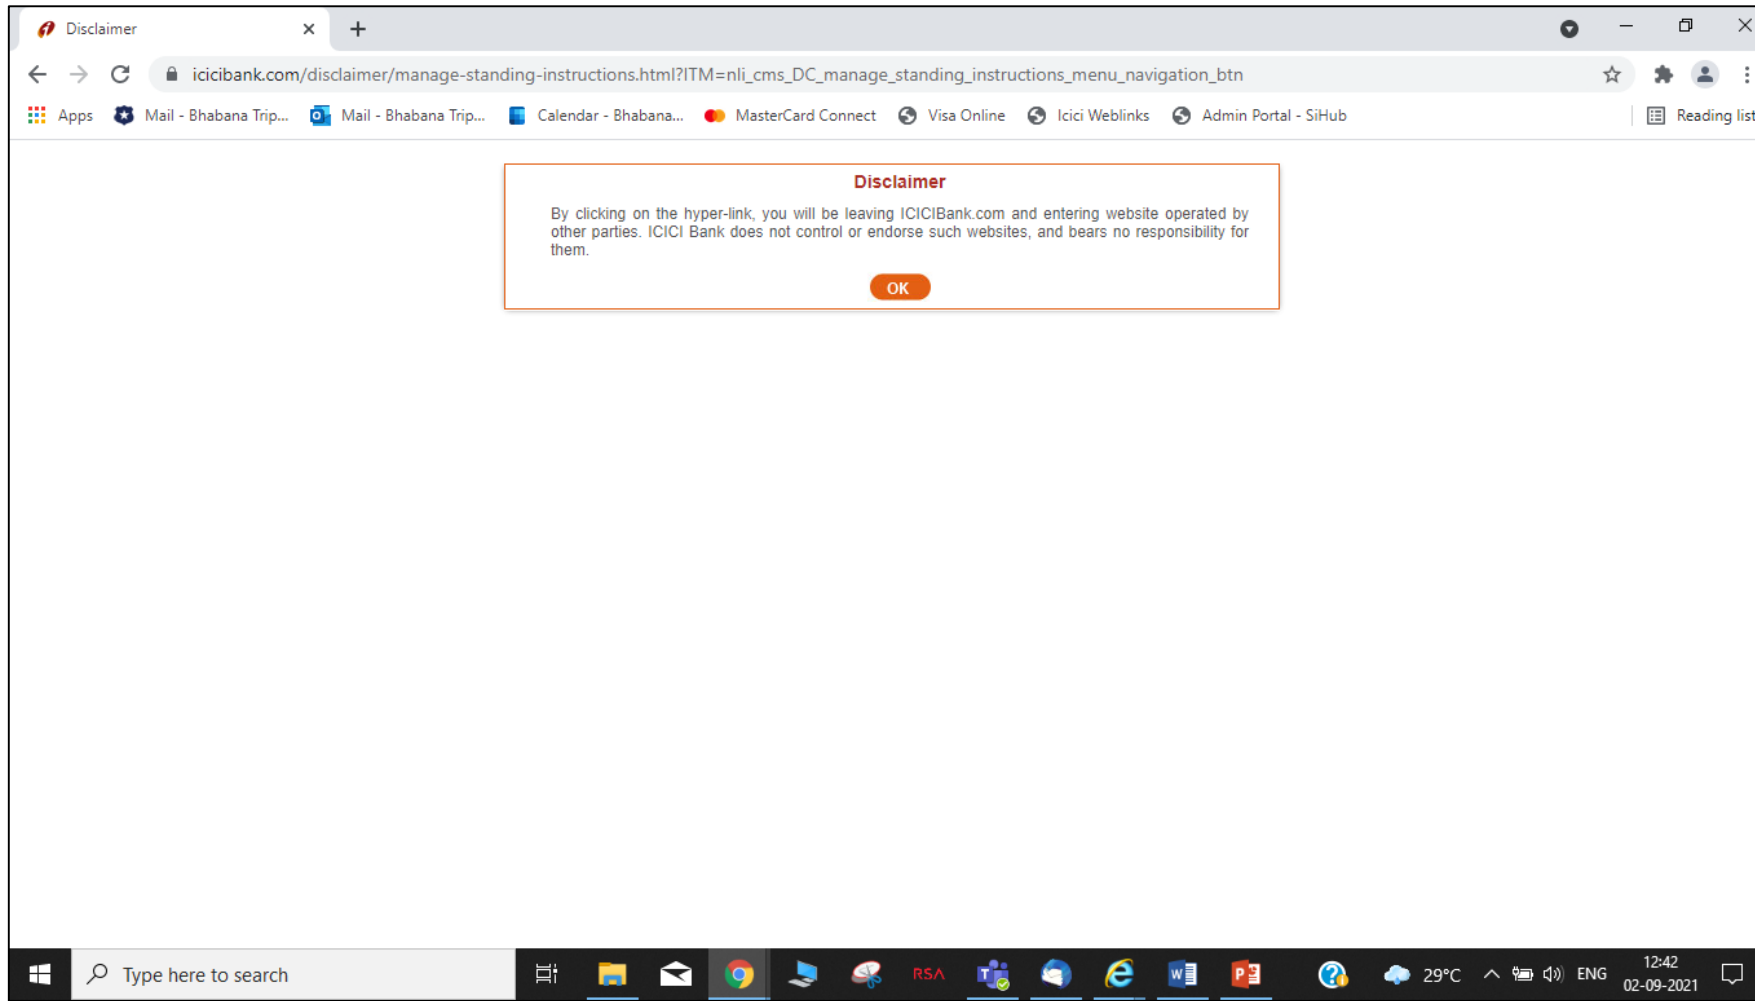 Disclaimer
icicibank.com/disclaimer/manage-standing-instructions.html?ITM=nli_cms_DC_manage_standing_instructions_menu_navigation_btn
Apps Mail - Bhabana Trip... Mail - Bhabana Trip... Calendar - Bhabana... MasterCard Connect Visa Online Icici Weblinks Admin Portal - SiHub Reading list
Disclaimer
By clicking on the hyper-link, you will be leaving ICICIBank.com and entering website operated by
other parties. ICICI Bank does not control or endorse such websites, and bears no responsibility for
them.
OK
Type here to search RSA 29°C ENG 12:42
02-09-2021